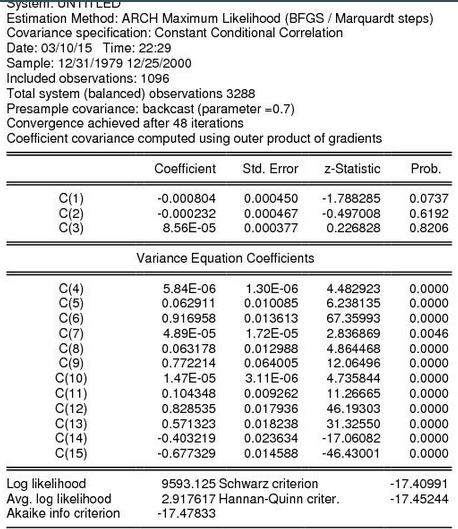 System: UNTITLED
Estimation Method: ARCH Maximum Likelihood (BFGS / Marquardt steps)
Covariance specification: Constant Conditional Correlation
Date: 03/10/15 Time: 22:29
Sample: 12/31/1979 12/25/2000
Included observations: 1096
Total system (balanced) observations 3288
Presample covariance: backcast (parameter =0.7)
Convergence achieved after 48 iterations
Coefficient covariance computed using outer product of gradients
Coefficient Std. Error z-Statistic Prob.
C(1) -0.000804 0.000450 -1.788285 0.0737
C(2) -0.000232 0.000467 -0.497008 0.6192
C(3) 8.56E-05 0.000377 0.226828 0.8206
Variance Equation Coefficients
C(4) 5.84E-06 1.30E-06 4.482923 0.0000
C(5) 0.062911 0.010085 6.238135 0.0000
C(6) 0.916958 0.013613 67.35993 0.0000
C(7) 4.89E-05 1.72E-05 2.836869 0.0046
C(8) 0.063178 0.012988 4.864468 0.0000
C(9) 0.772214 0.064005 12.06496 0.0000
C(10) 1.47E-05 3.11E-06 4.735844 0.0000
C(11) 0.104348 0.009262 11.26665 0.0000
C(12) 0.828535 0.017936 46.19303 0.0000
C(13) 0.571323 0.018238 31.32550 0.0000
C(14) -0.403219 0.023634 -17.06082 0.0000
C(15) -0.677329 0.014588 -46.43001 0.0000
Log likelihood 9593.125 Schwarz criterion -17.40991
Avg. log likelihood 2.917617 Hannan-Quinn criter. -17.45244
Akaike info criterion -17.47833